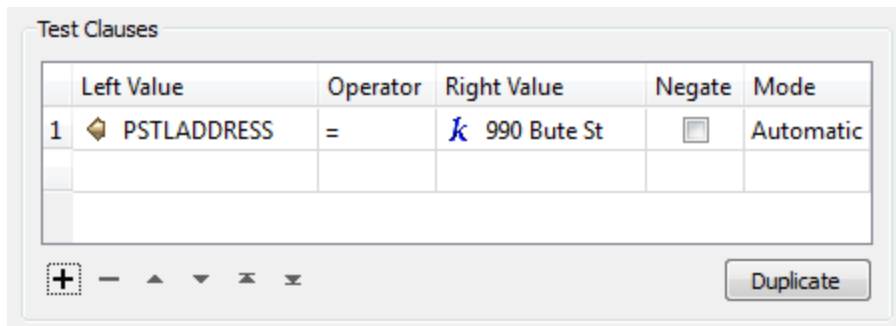 Test Clauses
Left Value Operator Right Value Negate Mode
1 PSTLADDRESS = k 990 Bute St Automatic
Duplicate